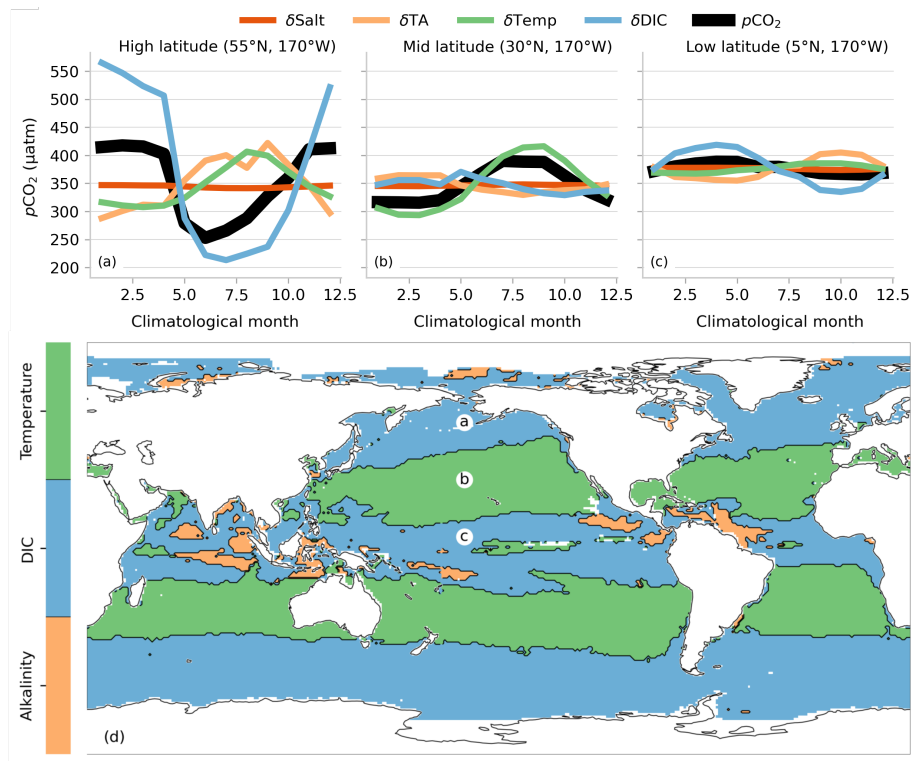 δSalt δTA δTemp δDIC pCO₂
High latitude (55°N, 170°W) Mid latitude (30°N, 170°W) Low latitude (5°N, 170°W)
pCO₂ (µatm)
550
500
450
400
350
300
250
200
(a) (b) (c)
2.5 5.0 7.5 10.0 12.5 2.5 5.0 7.5 10.0 12.5 2.5 5.0 7.5 10.0 12.5
Climatological month Climatological month Climatological month
Temperature
DIC
Alkalinity
a
b
c
(d)